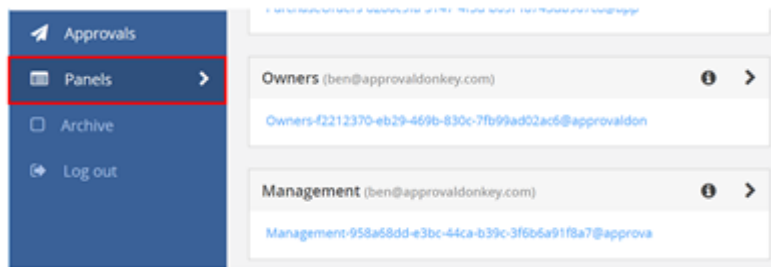 Approvals
Panels
Archive
Log out
Owners (ben@approvaldonkey.com)
Owners-f2212370-eb29-469b-830c-7fb99ad02ac6@approvaldon
Management (ben@approvaldonkey.com)
Management-958a68dd-e3bc-44ca-b39c-3f6b6a91f8a7@approva